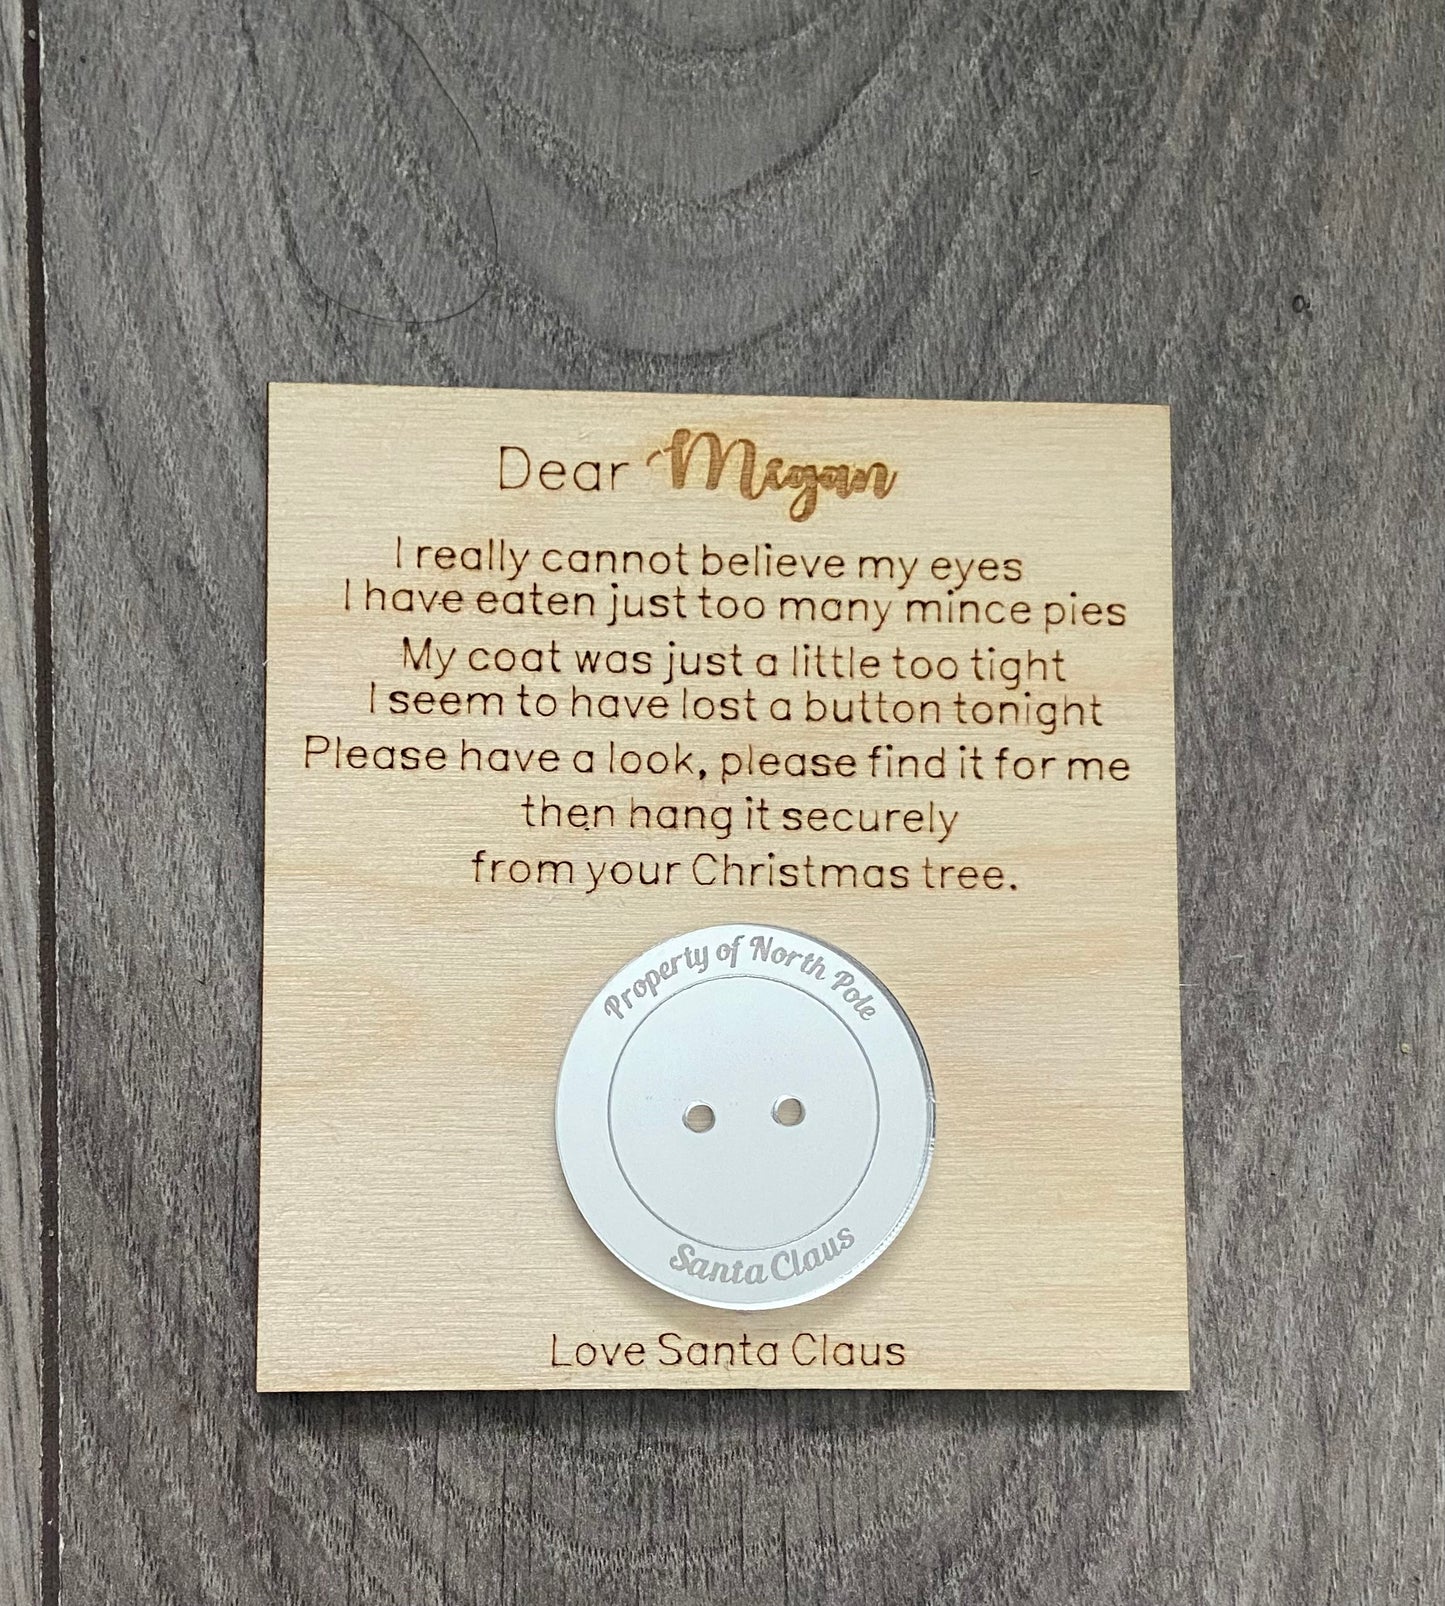 Dear Megan
I really cannot believe my eyes
I have eaten just too many mince pies
My coat was just a little too tight
I seem to have lost a button tonight
Please have a look, please find it for me
then hang it securely
from your Christmas tree.
Property of North Pole
Santa Claus
Love Santa Claus